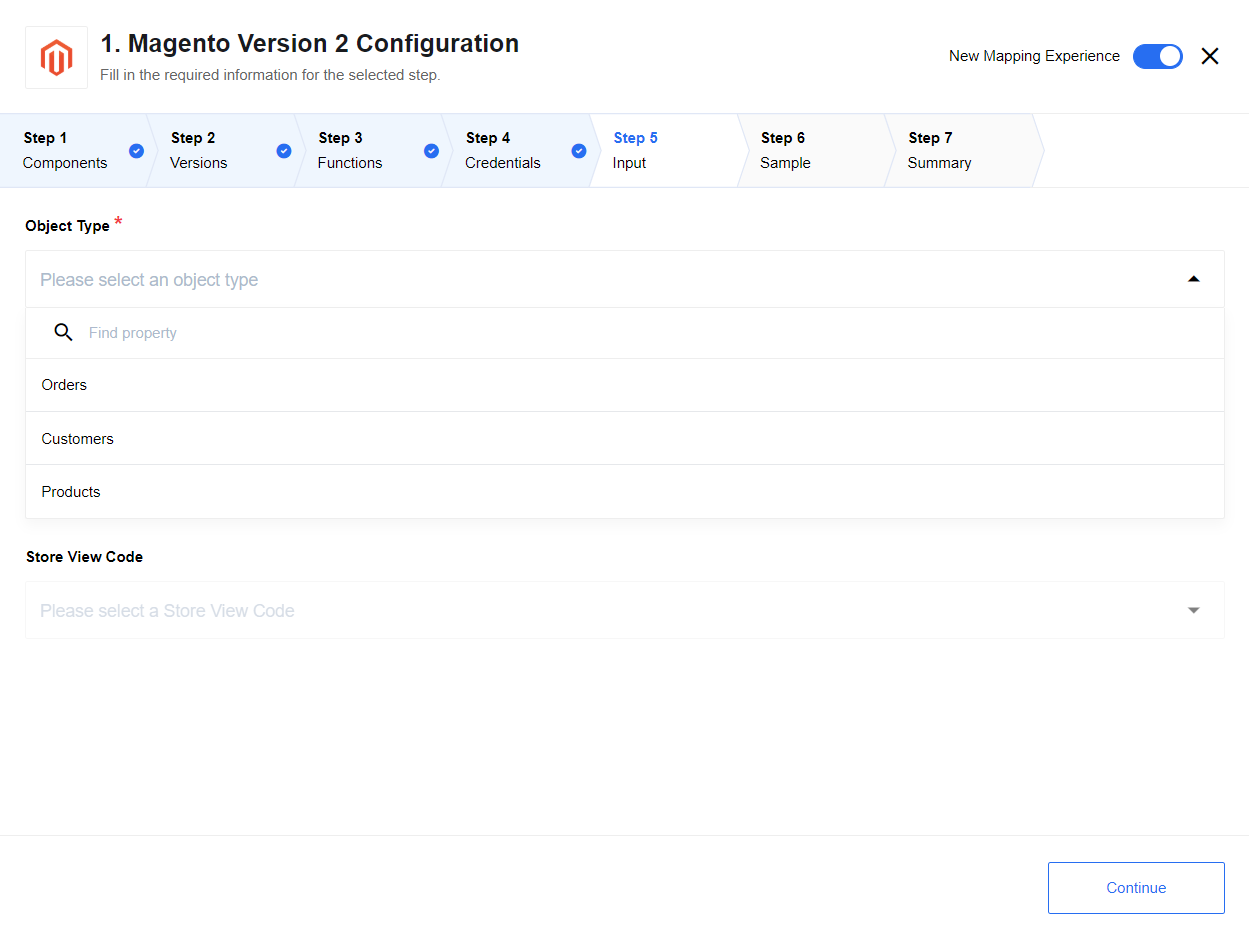 1. Magento Version 2 Configuration
Fill in the required information for the selected step.
New Mapping Experience
Step 1
Components
Step 2
Versions
Step 3
Functions
Step 4
Credentials
Step 5
Input
Step 6
Sample
Step 7
Summary
Object Type *
Please select an object type
Find property
Orders
Customers
Products
Store View Code
Please select a Store View Code
Continue